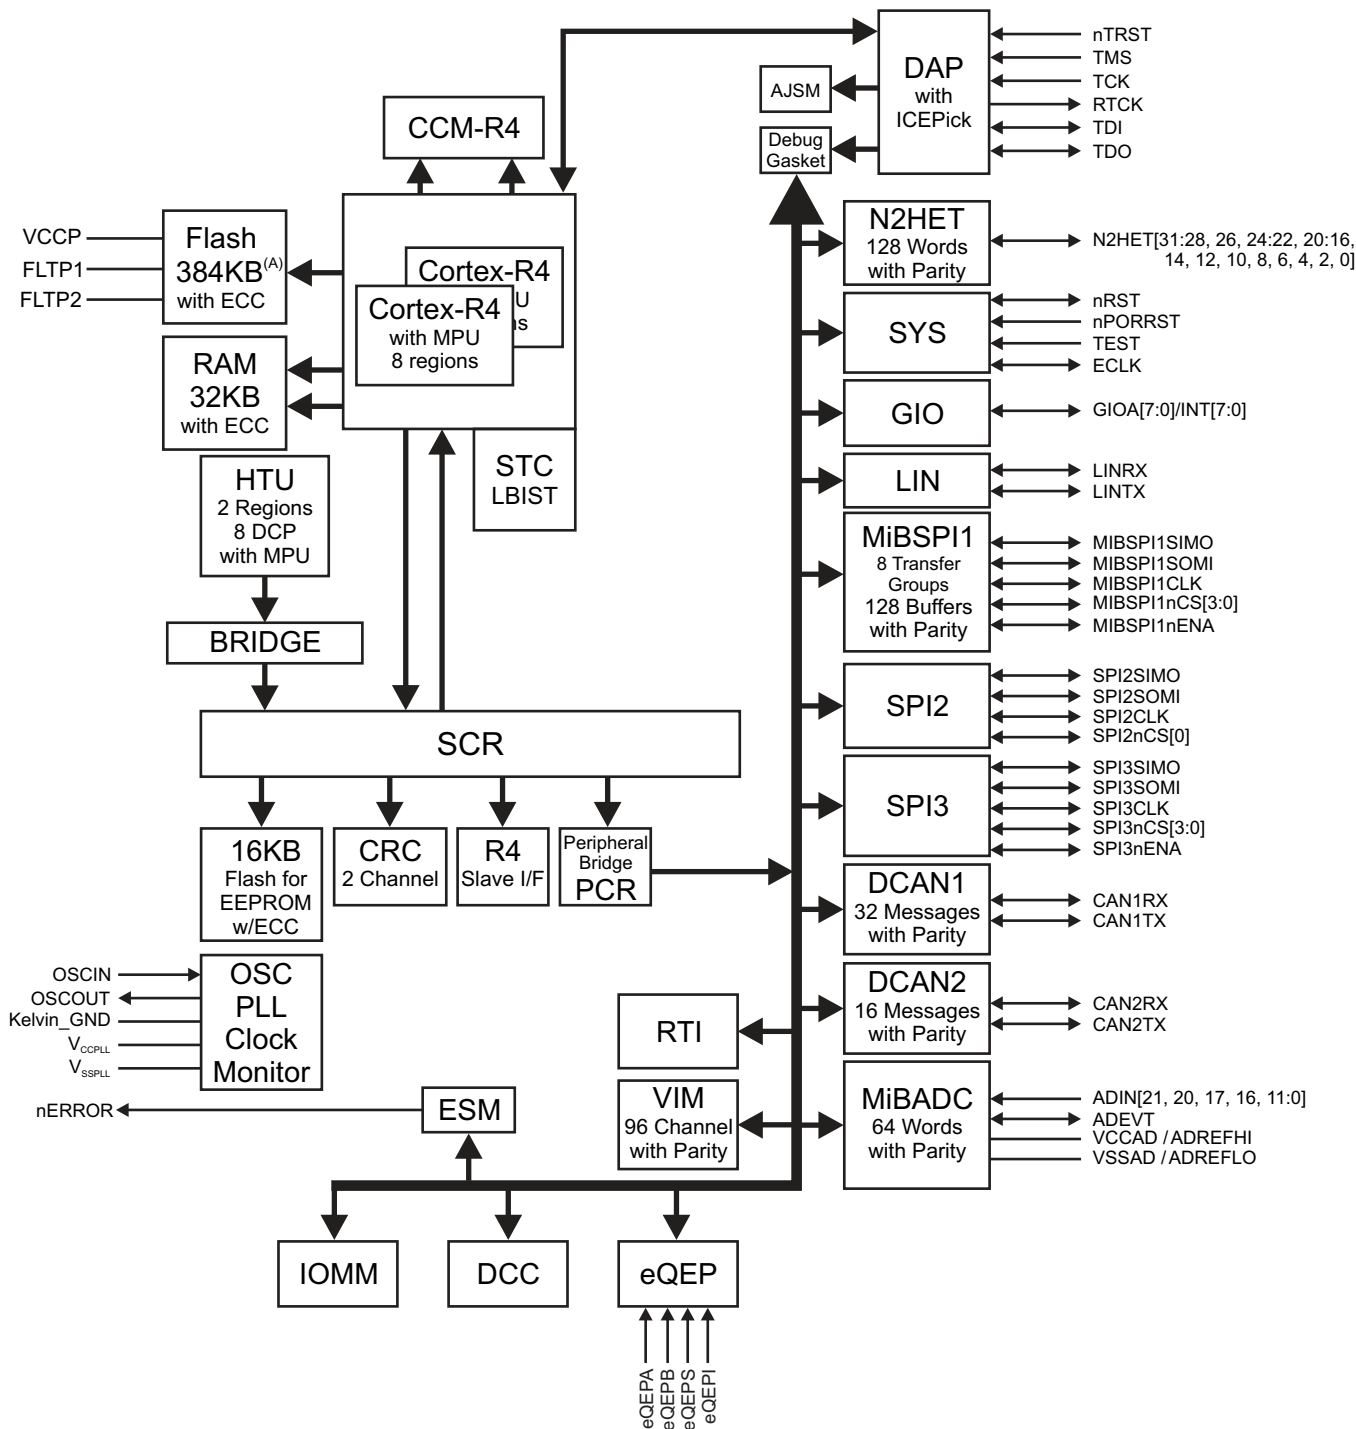 nTRST
TMS
TCK
RTCK
TDI
TDO
DAP
with
ICEPick
AJSM
Debug
Gasket
CCM-R4
VCCP
FLTP1
FLTP2
Flash
384KB(A)
with ECC
Cortex-R4
U
ns
Cortex-R4
with MPU
8 regions
RAM
32KB
with ECC
HTU
2 Regions
8 DCP
with MPU
STC
LBIST
BRIDGE
SCR
16KB
Flash for
EEPROM
w/ECC
CRC
2 Channel
R4
Slave I/F
Peripheral
Bridge
PCR
OSCIN
OSCOUT
Kelvin_GND
VCCPLL
VSSPLL
OSC
PLL
Clock
Monitor
nERROR
ESM
RTI
VIM
96 Channel
with Parity
IOMM
DCC
eQEP
eQEPA
eQEPB
eQEPS
eQEPI
N2HET
128 Words
with Parity
N2HET[31:28, 26, 24:22, 20:16,
14, 12, 10, 8, 6, 4, 2, 0]
SYS
nRST
nPORRST
TEST
ECLK
GIO
GIOA[7:0]/INT[7:0]
LIN
LINRX
LINTX
MiBSPI1
8 Transfer
Groups
128 Buffers
with Parity
MIBSPI1SIMO
MIBSPI1SOMI
MIBSPI1CLK
MIBSPI1nCS[3:0]
MIBSPI1nENA
SPI2
SPI2SIMO
SPI2SOMI
SPI2CLK
SPI2nCS[0]
SPI3
SPI3SIMO
SPI3SOMI
SPI3CLK
SPI3nCS[3:0]
SPI3nENA
DCAN1
32 Messages
with Parity
CAN1RX
CAN1TX
DCAN2
16 Messages
with Parity
CAN2RX
CAN2TX
MiBADC
64 Words
with Parity
ADIN[21, 20, 17, 16, 11:0]
ADEVT
VCCAD / ADREFHI
VSSAD / ADREFLO